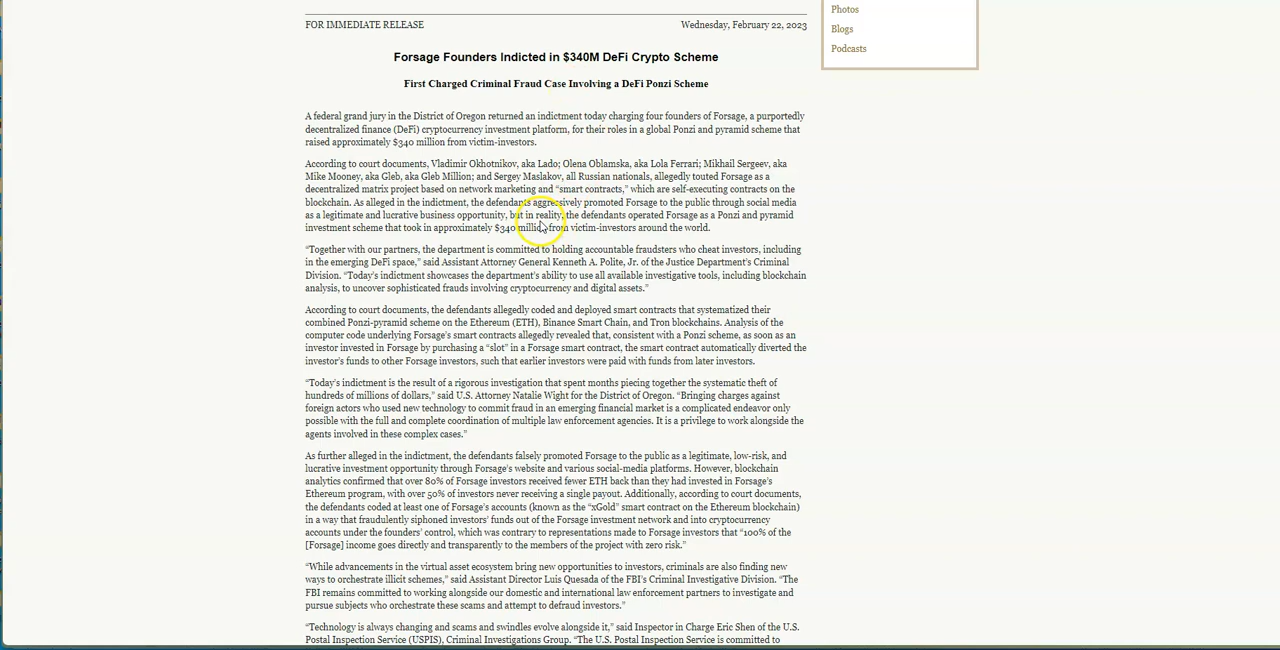 Photos
Blogs
Podcasts
FOR IMMEDIATE RELEASE
Wednesday, February 22, 2023
Forsage Founders Indicted in $340M DeFi Crypto Scheme
First Charged Criminal Fraud Case Involving a DeFi Ponzi Scheme
A federal grand jury in the District of Oregon returned an indictment today charging four founders of Forsage, a purportedly
decentralized finance (DeFi) cryptocurrency investment platform, for their roles in a global Ponzi and pyramid scheme that
raised approximately $340 million from victim-investors.
According to court documents, Vladimir Okhotnikov, aka Lado; Olena Oblamska, aka Lola Ferrari; Mikhail Sergeev, aka
Mike Mooney, aka Gleb, aka Gleb Million; and Sergey Maslakov, all Russian nationals, allegedly touted Forsage as a
decentralized matrix project based on network marketing and “smart contracts,” which are self-executing contracts on the
blockchain. As alleged in the indictment, the defendants aggressively promoted Forsage to the public through social media
as a legitimate and lucrative business opportunity, but in reality, the defendants operated Forsage as a Ponzi and pyramid
investment scheme that took in approximately $340 million from victim-investors around the world.
“Together with our partners, the department is committed to holding accountable fraudsters who cheat investors, including
in the emerging DeFi space,” said Assistant Attorney General Kenneth A. Polite, Jr. of the Justice Department’s Criminal
Division. “Today’s indictment showcases the department’s ability to use all available investigative tools, including blockchain
analysis, to uncover sophisticated frauds involving cryptocurrency and digital assets.”
According to court documents, the defendants allegedly coded and deployed smart contracts that systematized their
combined Ponzi-pyramid scheme on the Ethereum (ETH), Binance Smart Chain, and Tron blockchains. Analysis of the
computer code underlying Forsage’s smart contracts allegedly revealed that, consistent with a Ponzi scheme, as soon as an
investor invested in Forsage by purchasing a “slot” in a Forsage smart contract, the smart contract automatically diverted the
investor’s funds to other Forsage investors, such that earlier investors were paid with funds from later investors.
“Today’s indictment is the result of a rigorous investigation that spent months piecing together the systematic theft of
hundreds of millions of dollars,” said U.S. Attorney Natalie Wight for the District of Oregon. “Bringing charges against
foreign actors who used new technology to commit fraud in an emerging financial market is a complicated endeavor only
possible with the full and complete coordination of multiple law enforcement agencies. It is a privilege to work alongside the
agents involved in these complex cases.”
As further alleged in the indictment, the defendants falsely promoted Forsage to the public as a legitimate, low-risk, and
lucrative investment opportunity through Forsage’s website and various social-media platforms. However, blockchain
analytics confirmed that over 80% of Forsage investors received fewer ETH back than they had invested in Forsage’s
Ethereum program, with over 50% of investors never receiving a single payout. Additionally, according to court documents,
the defendants coded at least one of Forsage’s accounts (known as the “xGold” smart contract on the Ethereum blockchain)
in a way that fraudulently siphoned investors’ funds out of the Forsage investment network and into cryptocurrency
accounts under the founders’ control, which was contrary to representations made to Forsage investors that “100% of the
[Forsage] income goes directly and transparently to the members of the project with zero risk.”
“While advancements in the virtual asset ecosystem bring new opportunities to investors, criminals are also finding new
ways to orchestrate illicit schemes,” said Assistant Director Luis Quesada of the FBI’s Criminal Investigative Division. “The
FBI remains committed to working alongside our domestic and international law enforcement partners to investigate and
pursue subjects who orchestrate these scams and attempt to defraud investors.”
“Technology is always changing and scams and swindles evolve alongside it,” said Inspector in Charge Eric Shen of the U.S.
Postal Inspection Service (USPIS), Criminal Investigations Group. “The U.S. Postal Inspection Service is committed to